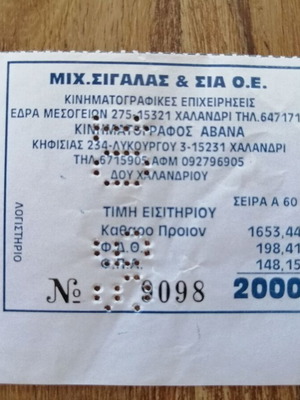 ΜΙΧ.ΣΙΓΑΛΑΣ & ΣΙΑ Ο.Ε.
ΚΙΝΗΜΑΤΟΓΡΑΦΙΚΕΣ ΕΠΙΧΕΙΡΗΣΕΙΣ
ΕΔΡΑ ΜΕΣΟΓΕΙΩΝ 275-15321 ΧΑΛΑΝΔΡΙ ΤΗΛ.647171
ΚΙΝΗΜΑΤΟΓΡΑΦΟΣ ΑΒΑΝΑ
ΚΗΦΙΣΙΑΣ 234-ΛΥΚΟΥΡΓΟΥ 3-15231 ΧΑΛΑΝΔΡΙ
ΤΗΛ.6715905 ΑΦΜ 092796905
ΔΟΥ ΧΑΛΑΝΔΡΙΟΥ
ΛΟΓΙΣΤΗΡΙΟ
ΣΕΙΡΑ Α 60
ΤΙΜΗ ΕΙΣΙΤΗΡΙΟΥ
Καθαρο Προιον 1653,44
Φ.Δ.Θ. 198,41
Φ.Π.Α. 148,15
№ 9098 2000